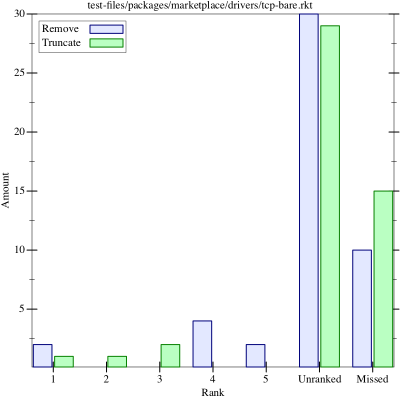 test-files/packages/marketplace/drivers/tcp-bare.rkt
Remove
Truncate
30
25
20
15
10
5
Amount
1 2 3 4 5 Unranked Missed
Rank